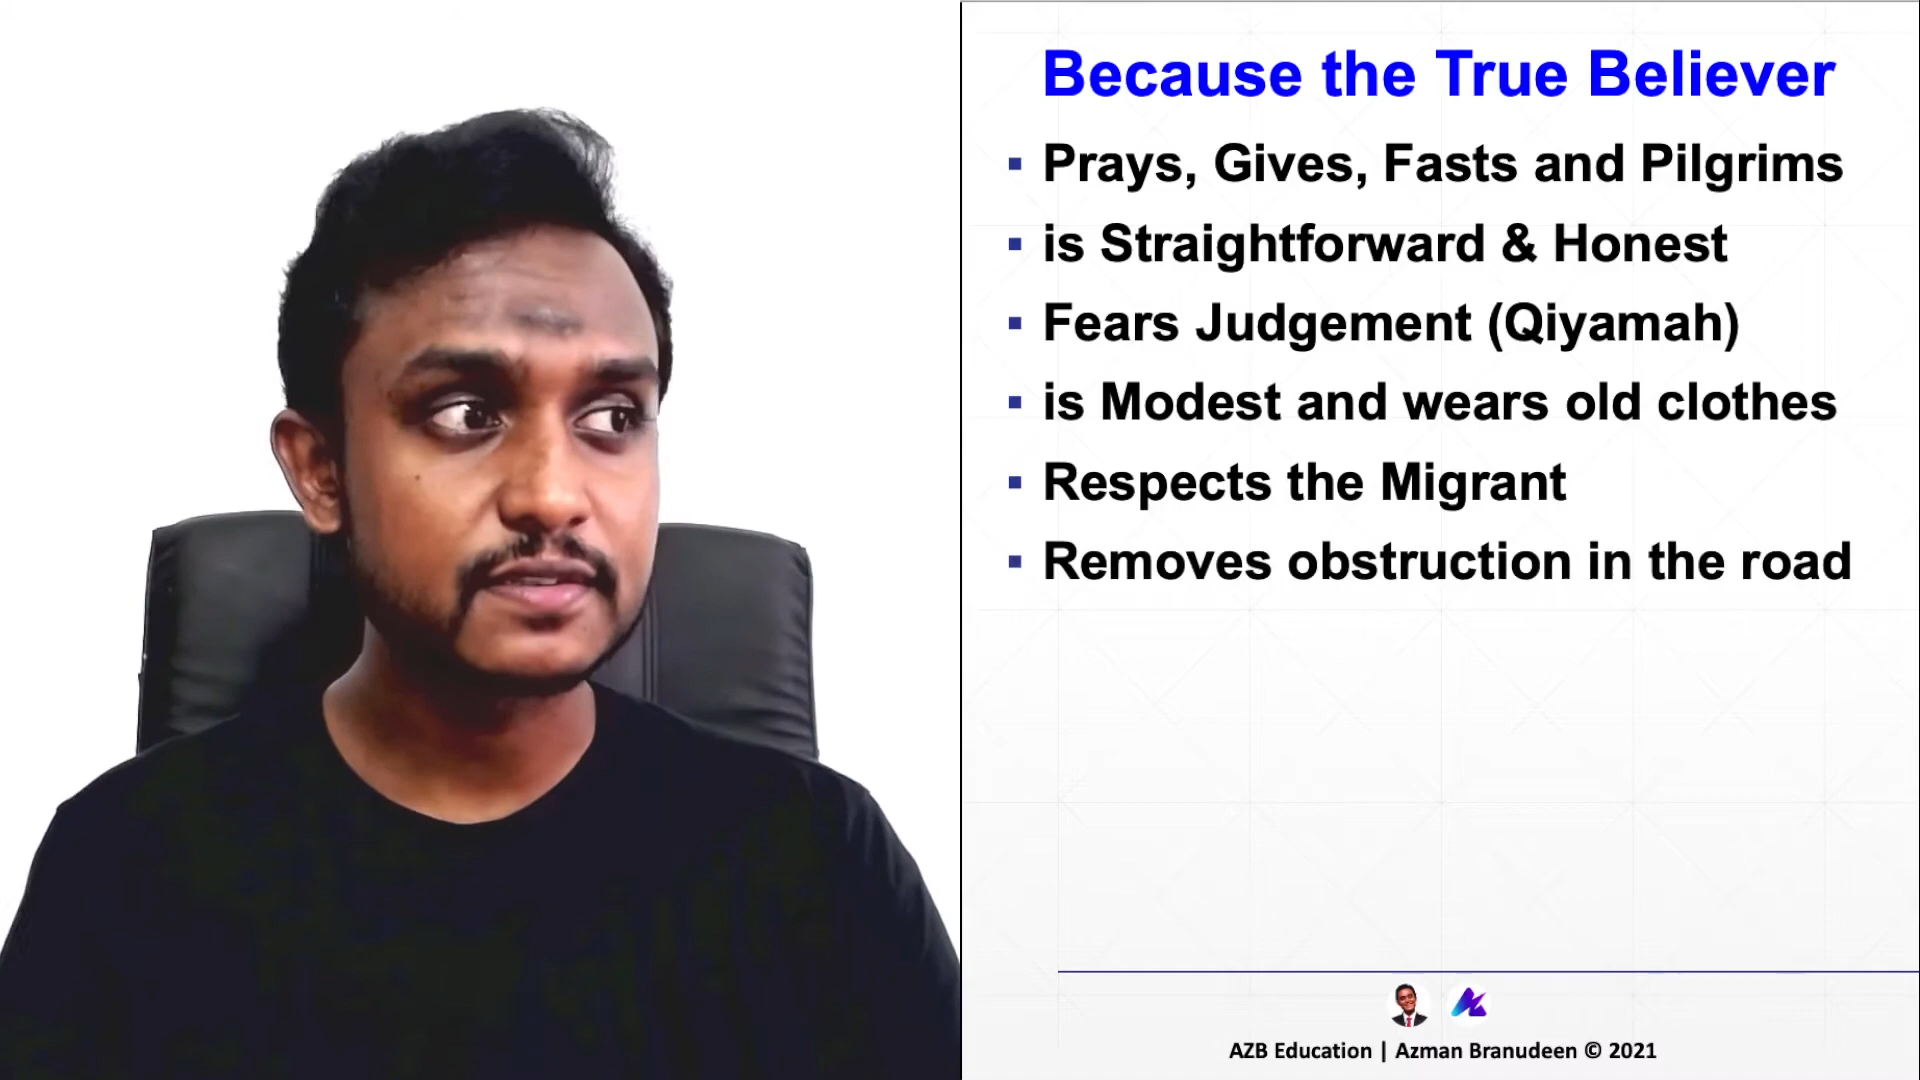 Because the True Believer
Prays, Gives, Fasts and Pilgrims
is Straightforward & Honest
Fears Judgement (Qiyamah)
is Modest and wears old clothes
Respects the Migrant
Removes obstruction in the road
AZB Education | Azman Branudeen © 2021